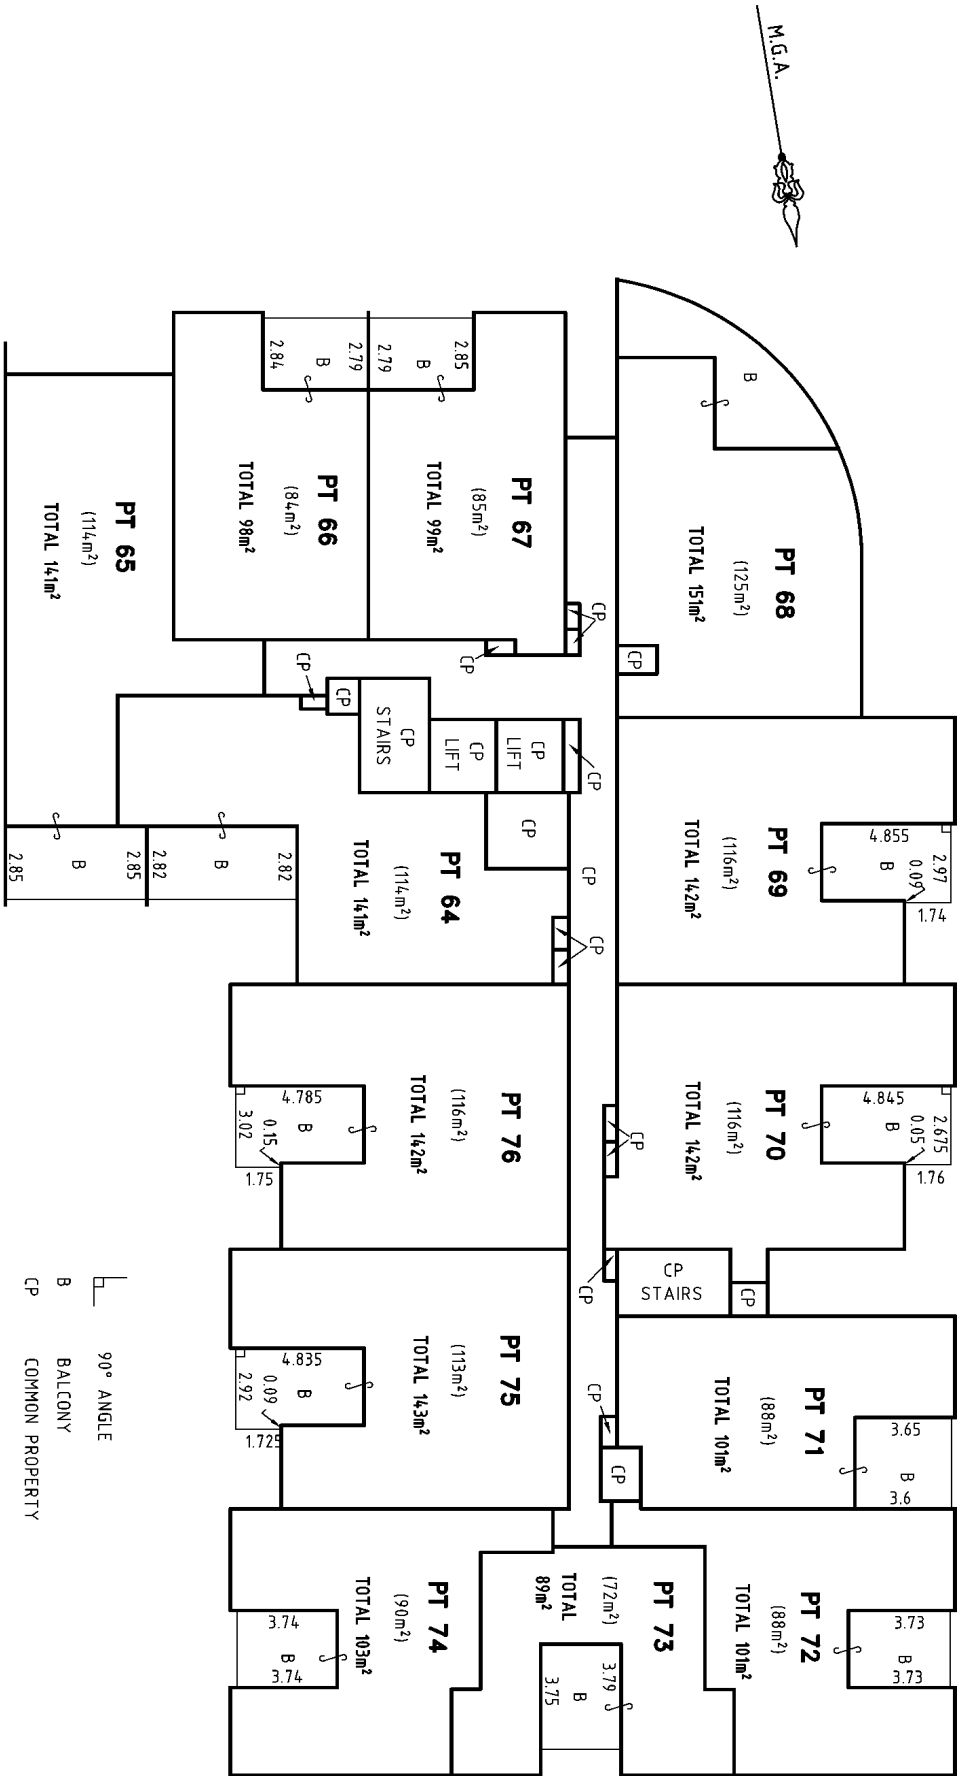 M.G.A.
B
PT 68
(125m²)
TOTAL 151m²
CP
2.85
B
2.79
2.79
B
2.84
PT 67
(85m²)
TOTAL 99m²
PT 66
(84m²)
TOTAL 98m²
PT 65
(114m²)
TOTAL 141m²
CP
CP
CP
CP
CP
STAIRS
CP
LIFT
CP
LIFT
CP
CP
CP
CP
2.82
B
2.82
2.85
B
2.85
PT 64
(114m²)
TOTAL 141m²
4.855
B
2.97
0.09
1.74
PT 69
(116m²)
TOTAL 142m²
4.845
B
2.675
0.05
1.76
PT 70
(116m²)
TOTAL 142m²
CP
4.785
B
0.15
3.02
1.75
PT 76
(116m²)
TOTAL 142m²
CP
CP
STAIRS
CP
4.835
B
0.09
2.92
1.725
PT 75
(113m²)
TOTAL 143m²
3.65
B
3.6
PT 71
(88m²)
TOTAL 101m²
CP
CP
3.73
B
3.73
PT 72
(88m²)
TOTAL 101m²
PT 73
(72m²)
TOTAL
89m²
3.79
B
3.75
PT 74
(90m²)
TOTAL 103m²
3.74
B
3.74
90° ANGLE
B BALCONY
CP COMMON PROPERTY